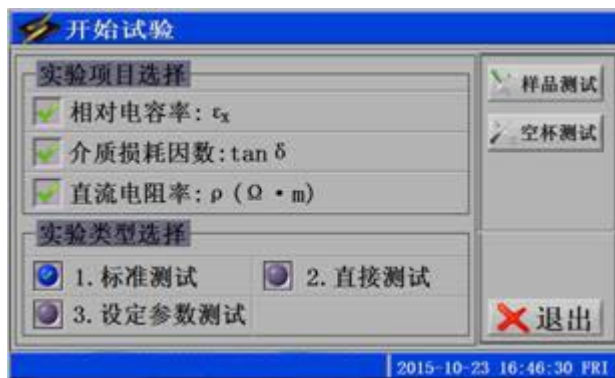 开始试验
实验项目选择
相对电容率: εx
介质损耗因数:tan δ
直流电阻率: ρ (Ω • m)
实验类型选择
1. 标准测试
2. 直接测试
3. 设定参数测试
样品测试
空杯测试
退出
2015-10-23 16:46:30 FRI